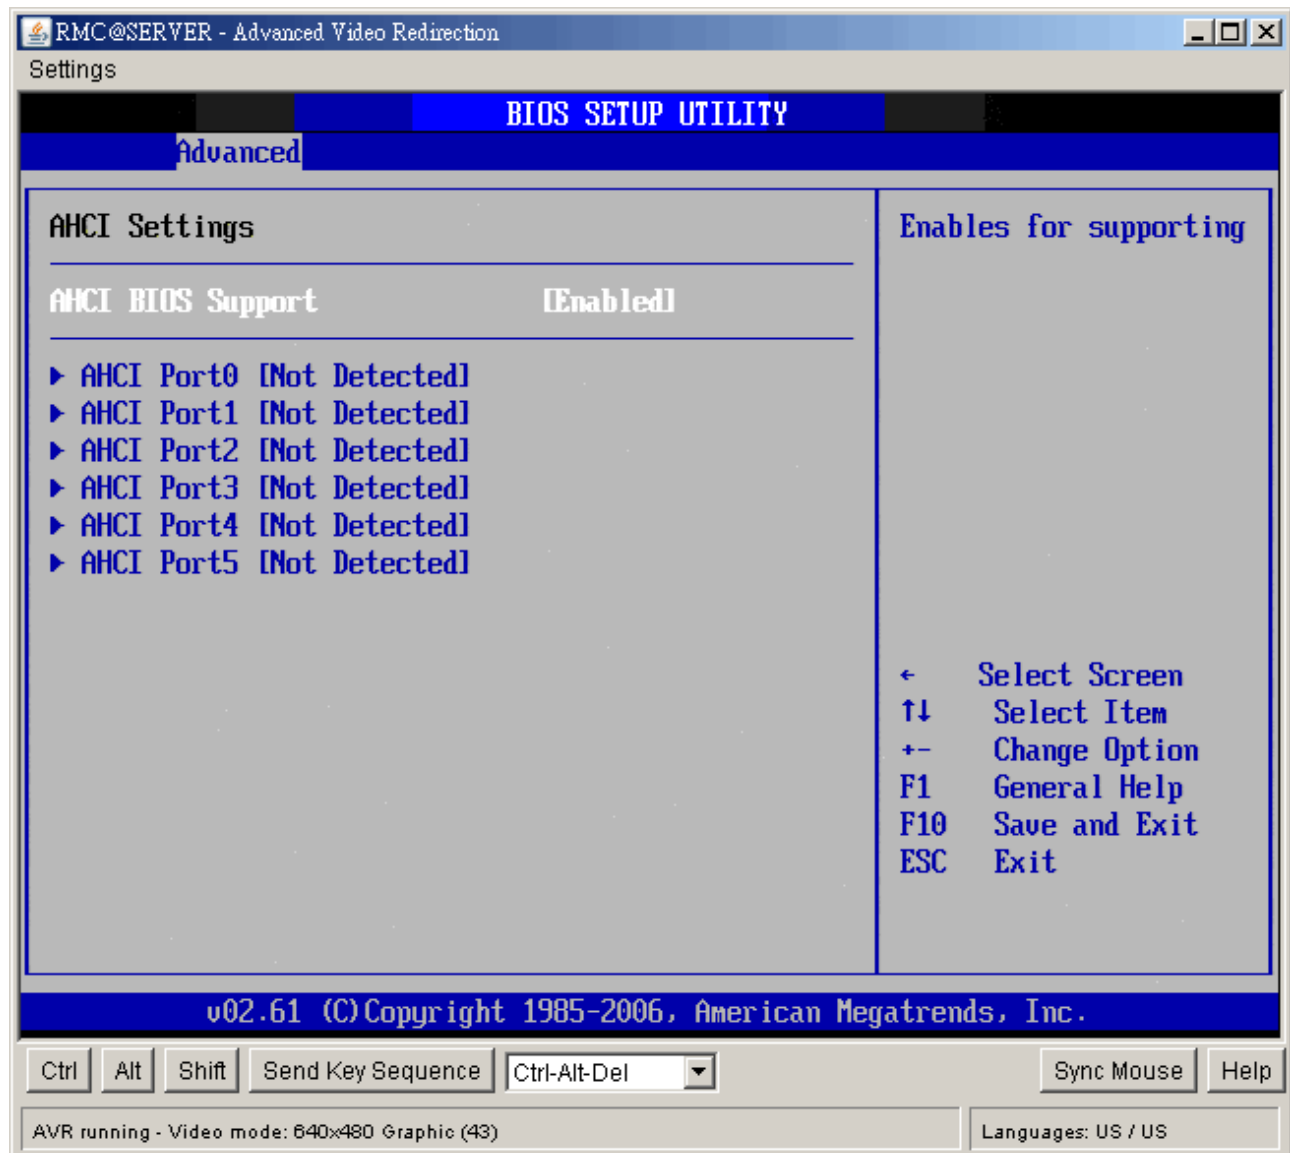 RMC@SERVER - Advanced Video Redirection
Settings
BIOS SETUP UTILITY
Advanced
AHCI Settings
AHCI BIOS Support [Enabled]
AHCI Port0 [Not Detected]
AHCI Port1 [Not Detected]
AHCI Port2 [Not Detected]
AHCI Port3 [Not Detected]
AHCI Port4 [Not Detected]
AHCI Port5 [Not Detected]
Enables for supporting
← Select Screen
↑↓ Select Item
+- Change Option
F1 General Help
F10 Save and Exit
ESC Exit
v02.61 (C)Copyright 1985-2006, American Megatrends, Inc.
Ctrl Alt Shift Send Key Sequence Ctrl-Alt-Del Sync Mouse Help
AVR running - Video mode: 640x480 Graphic (43) Languages: US / US